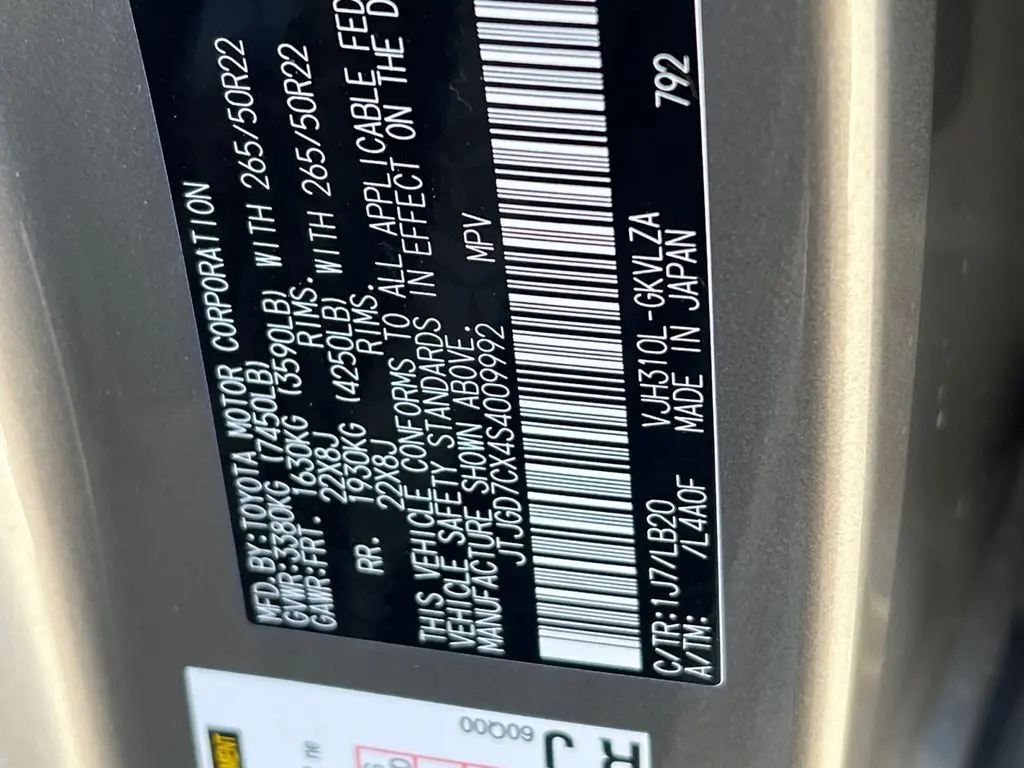 MFD.BY:TOYOTA MOTOR CORPORATION
GVWR:3380KG (7450LB)
GAWR:FRT. 1630KG (3590LB) WITH 265/50R22
22X8J RIMS.
RR. 1930KG (4250LB) WITH 265/50R22
22X8J RIMS.
THIS VEHICLE CONFORMS TO ALL APPLICABLE FED
VEHICLE SAFETY STANDARDS IN EFFECT ON THE D
MANUFACTURE SHOWN ABOVE.
JTJGD7CX4S4009992 MPV
C/TR:1J7/LB20 VJH310L-GKVLZA 792
A/TM: /L4A0F MADE IN JAPAN
60Q00
ne